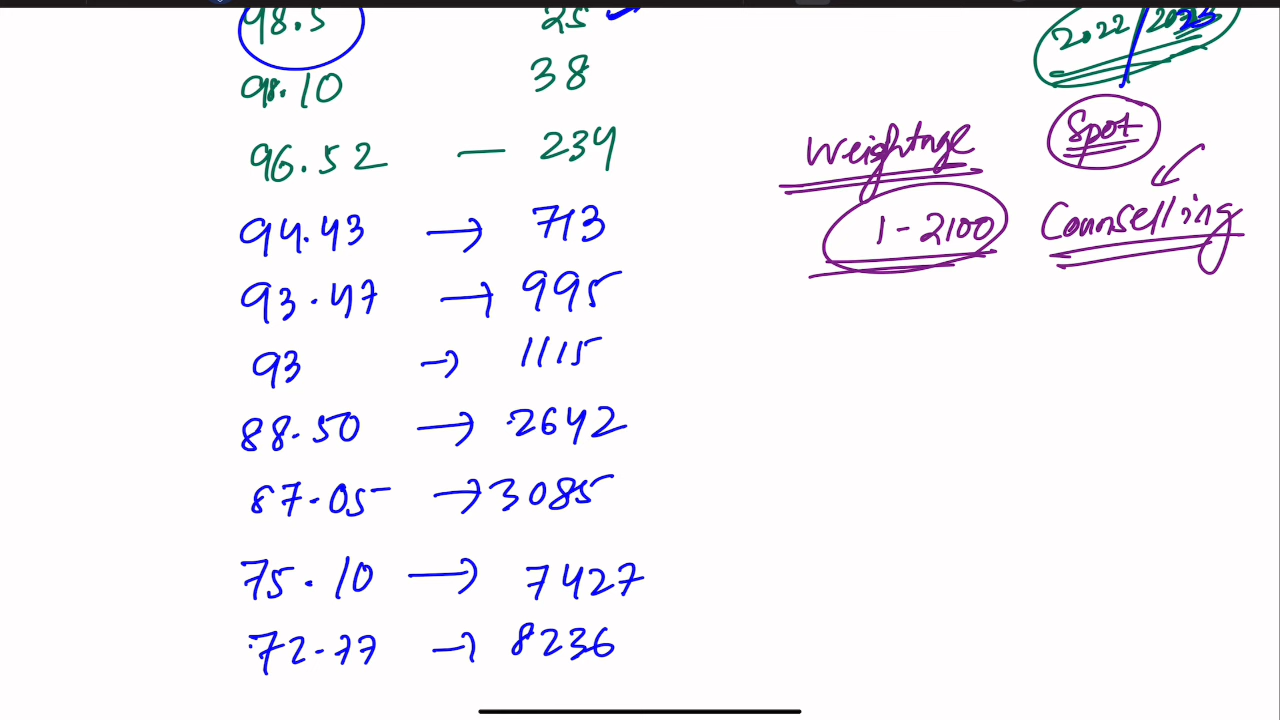 98.5 25
98.10 38
96.52 — 234
94.43 → 713
93.47 → 995
93 → 1115
88.50 → 2642
87.05 → 3085
75.10 → 7427
72.77 → 8236
2022/2023
Spot
Weightage
1-2100 Counselling